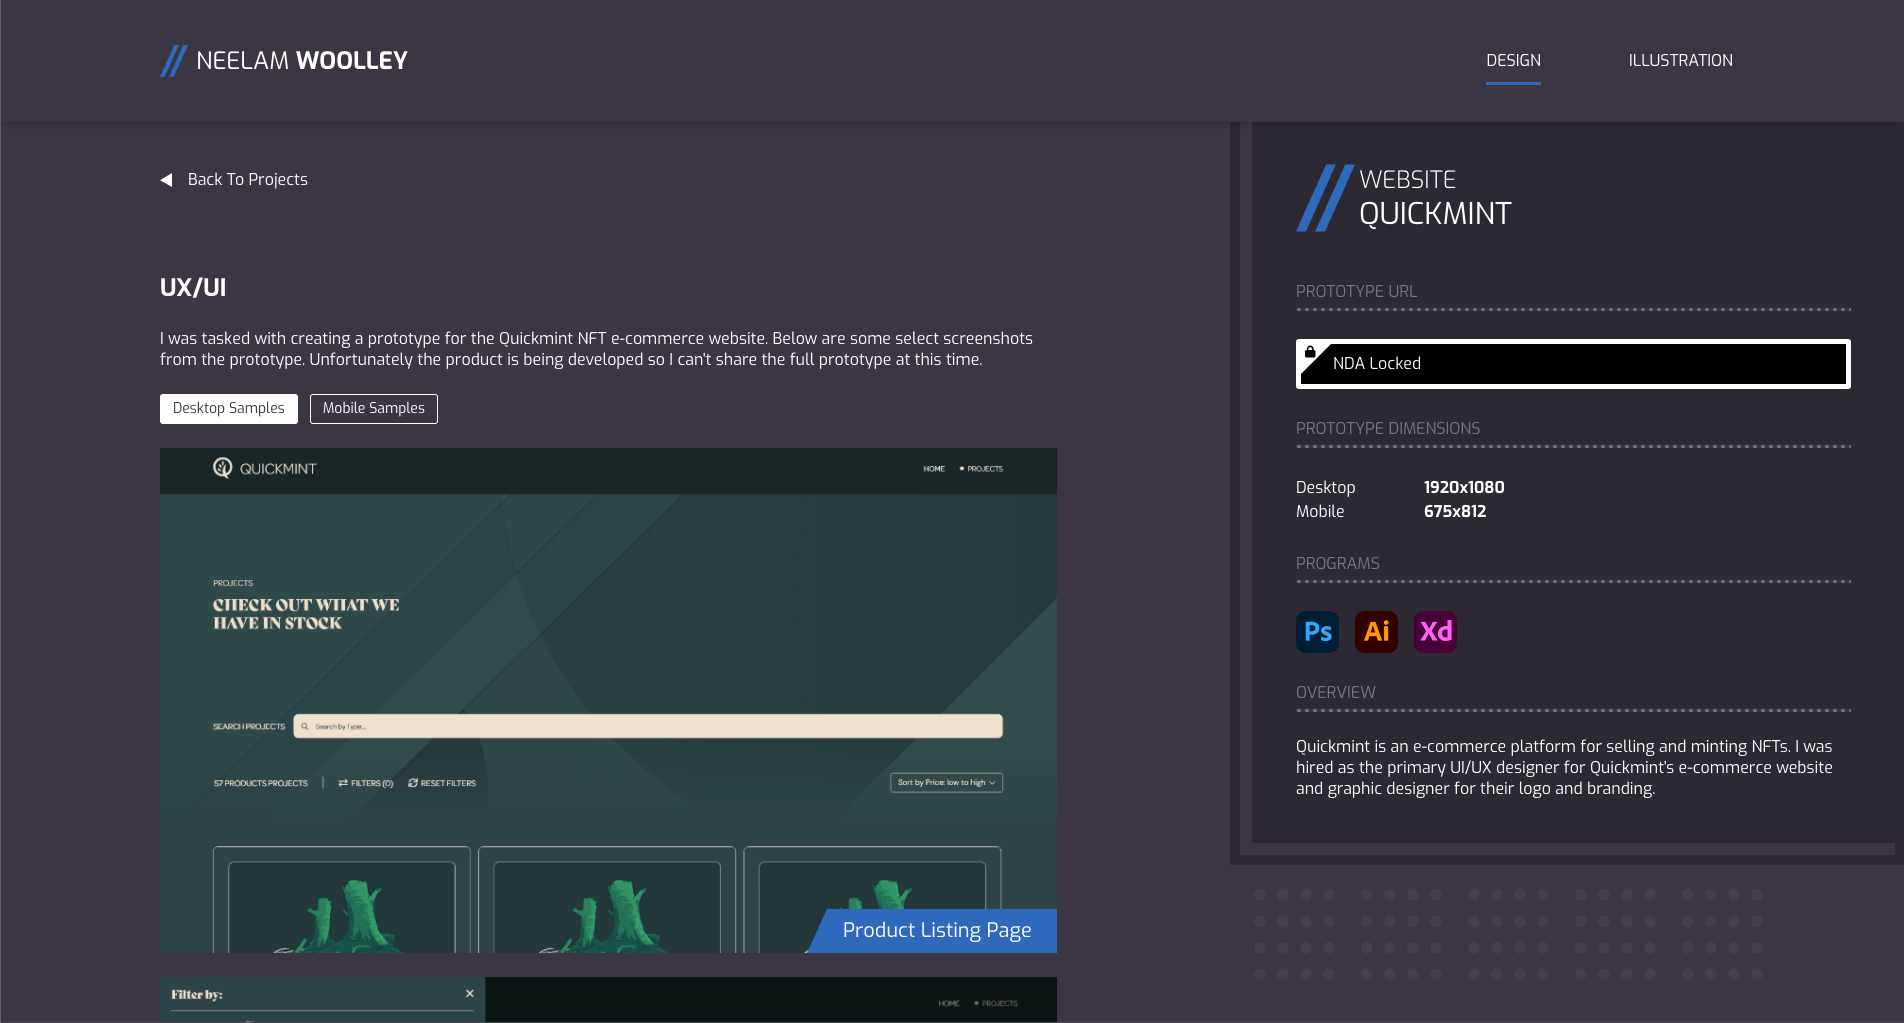 NEELAM WOOLLEY
DESIGN
ILLUSTRATION
Back To Projects
UX/UI
I was tasked with creating a prototype for the Quickmint NFT e-commerce website. Below are some select screenshots
from the prototype. Unfortunately the product is being developed so I can't share the full prototype at this time.
Desktop Samples
Mobile Samples
QUICKMINT
HOME
PROJECTS
PROJECTS
CHECK OUT WHAT WE
HAVE IN STOCK
SEARCH PROJECTS
Search by Type...
57 PRODUCTS PROJECTS
FILTERS (0)
RESET FILTERS
Sort by Price: low to high
Product Listing Page
Filter by:
HOME
PROJECTS
WEBSITE
QUICKMINT
PROTOTYPE URL
NDA Locked
PROTOTYPE DIMENSIONS
Desktop 1920x1080
Mobile 675x812
PROGRAMS
Ps Ai Xd
OVERVIEW
Quickmint is an e-commerce platform for selling and minting NFTs. I was
hired as the primary UI/UX designer for Quickmint's e-commerce website
and graphic designer for their logo and branding.